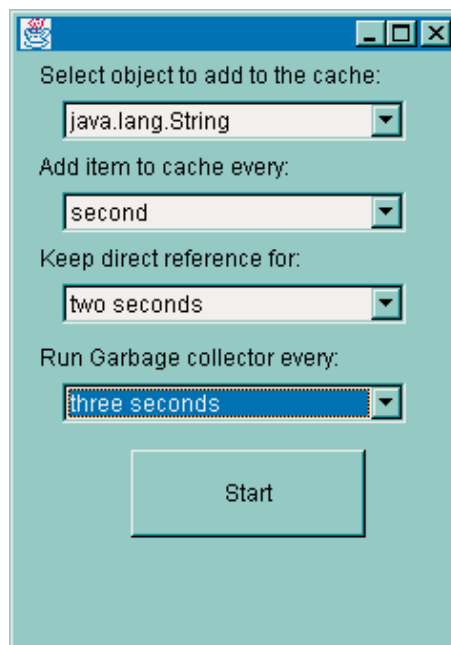 Select object to add to the cache:
java.lang.String
Add item to cache every:
second
Keep direct reference for:
two seconds
Run Garbage collector every:
three seconds
Start